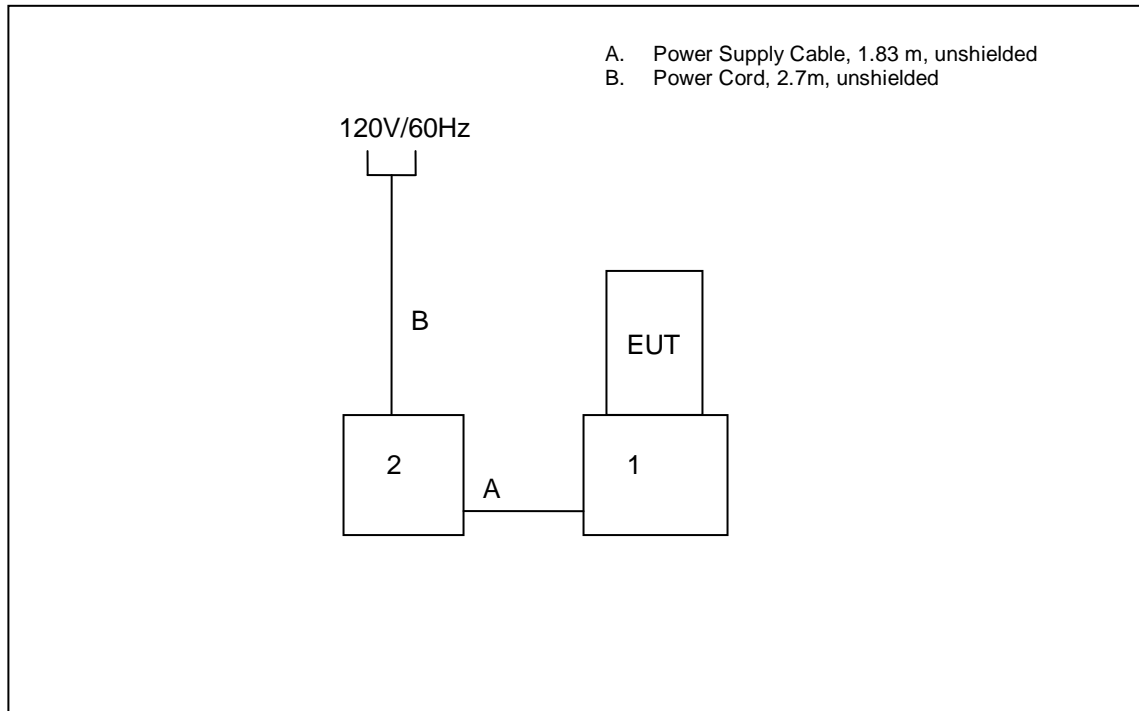 A. Power Supply Cable, 1.83 m, unshielded
B. Power Cord, 2.7m, unshielded
120V/60Hz
B
EUT
2
1
A